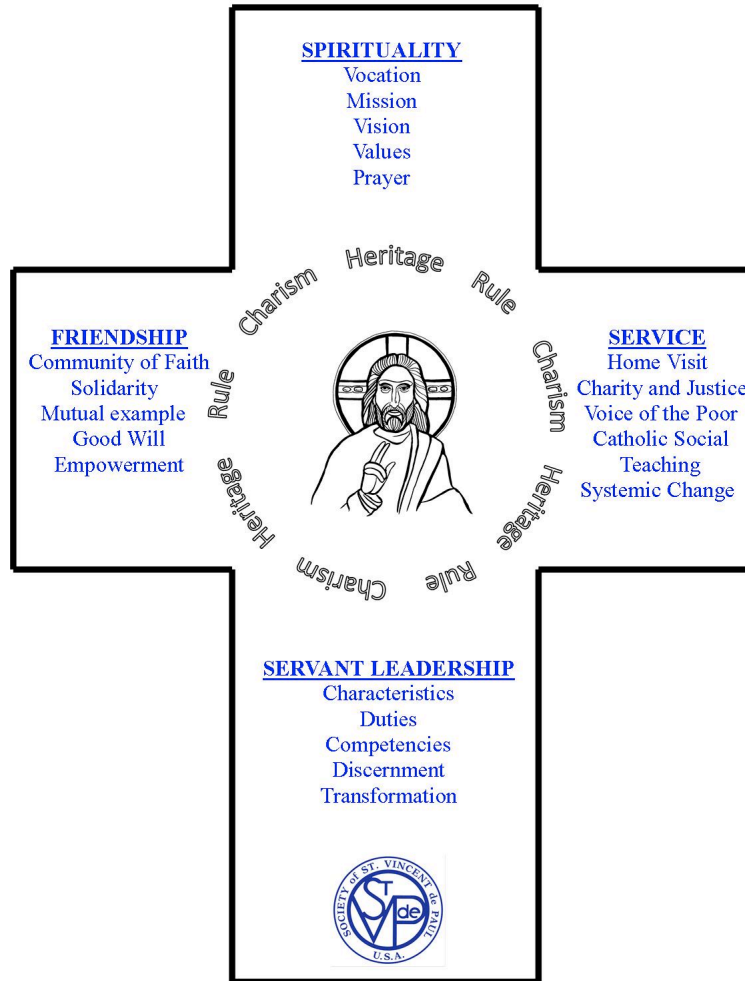 SPIRITUALITY
Vocation
Mission
Vision
Values
Prayer
Charism Heritage Rule Charism Heritage Rule Charism Heritage Rule
FRIENDSHIP
Community of Faith
Solidarity
Mutual example
Good Will
Empowerment
SERVICE
Home Visit
Charity and Justice
Voice of the Poor
Catholic Social
Teaching
Systemic Change
SERVANT LEADERSHIP
Characteristics
Duties
Competencies
Discernment
Transformation
SOCIETY of ST. VINCENT de PAUL
ST
V de P
U.S.A.